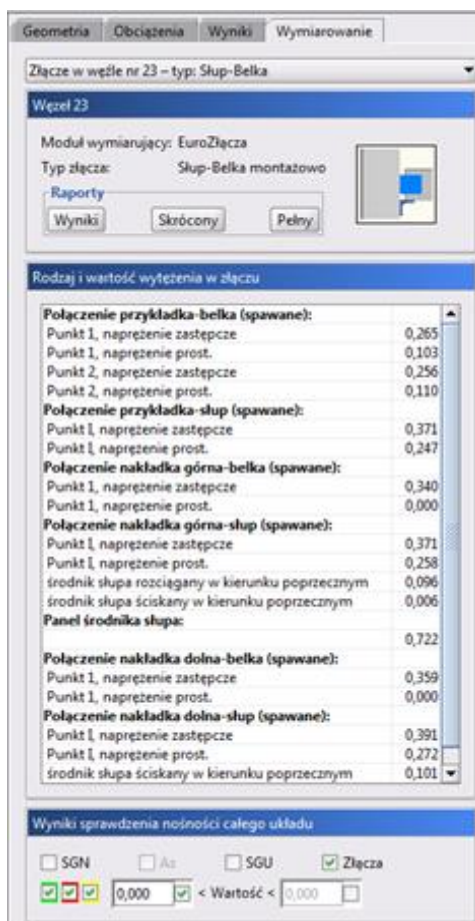 Geometria Obciążenia Wyniki Wymiarowanie
Złącze w węźle nr 23 – typ: Słup-Belka
Węzeł 23
Moduł wymiarujący: EuroZłącza
Typ złącza: Słup-Belka montażowo
Raporty
Wyniki Skrócony Pełny
Rodzaj i wartość wytężenia w złączu
Połączenie przykładka-belka (spawane):
Punkt 1, naprężenie zastępcze 0,265
Punkt 1, naprężenie prost. 0,103
Punkt 2, naprężenie zastępcze 0,256
Punkt 2, naprężenie prost. 0,110
Połączenie przykładka-słup (spawane):
Punkt I, naprężenie zastępcze 0,371
Punkt I, naprężenie prost. 0,247
Połączenie nakładka górna-belka (spawane):
Punkt 1, naprężenie zastępcze 0,340
Punkt 1, naprężenie prost. 0,000
Połączenie nakładka górna-słup (spawane):
Punkt I, naprężenie zastępcze 0,371
Punkt I, naprężenie prost. 0,258
środnik słupa rozciągany w kierunku poprzecznym 0,096
środnik słupa ściskany w kierunku poprzecznym 0,006
Panel środnika słupa:
0,722
Połączenie nakładka dolna-belka (spawane):
Punkt 1, naprężenie zastępcze 0,359
Punkt 1, naprężenie prost. 0,000
Połączenie nakładka dolna-słup (spawane):
Punkt I, naprężenie zastępcze 0,391
Punkt I, naprężenie prost. 0,272
środnik słupa ściskany w kierunku poprzecznym 0,101
Wyniki sprawdzenia nośności całego układu
SGN As SGU Złącza
0,000 < Wartość < 0,000